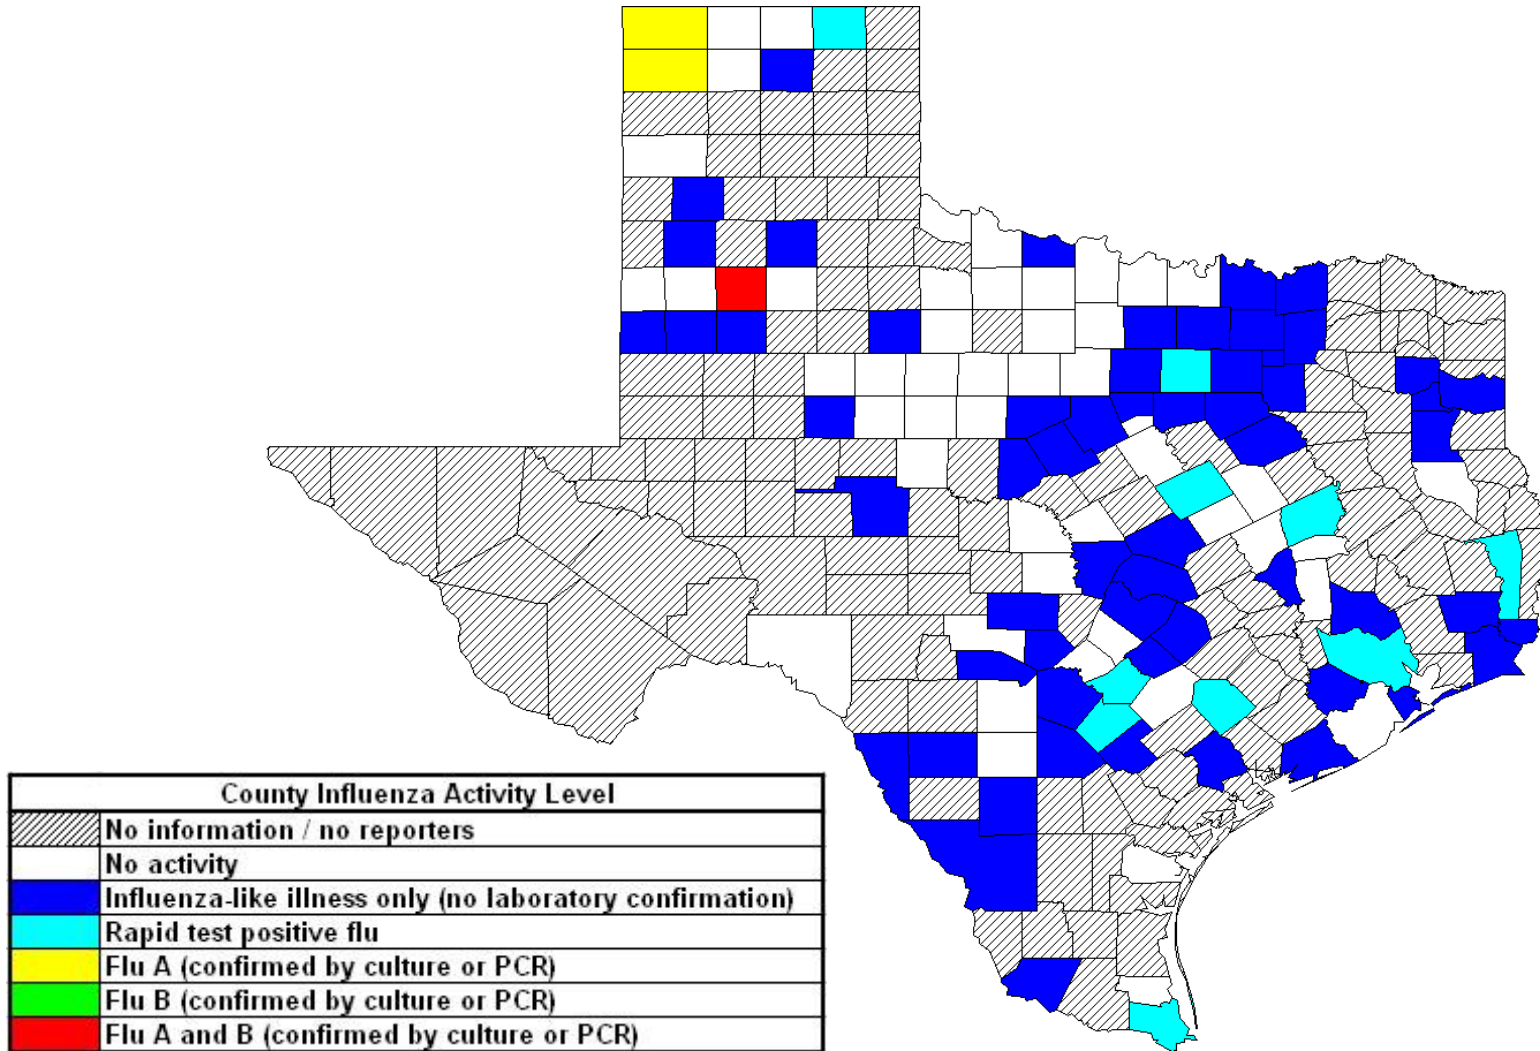 County Influenza Activity Level
No information / no reporters
No activity
Influenza-like illness only (no laboratory confirmation)
Rapid test positive flu
Flu A (confirmed by culture or PCR)
Flu B (confirmed by culture or PCR)
Flu A and B (confirmed by culture or PCR)